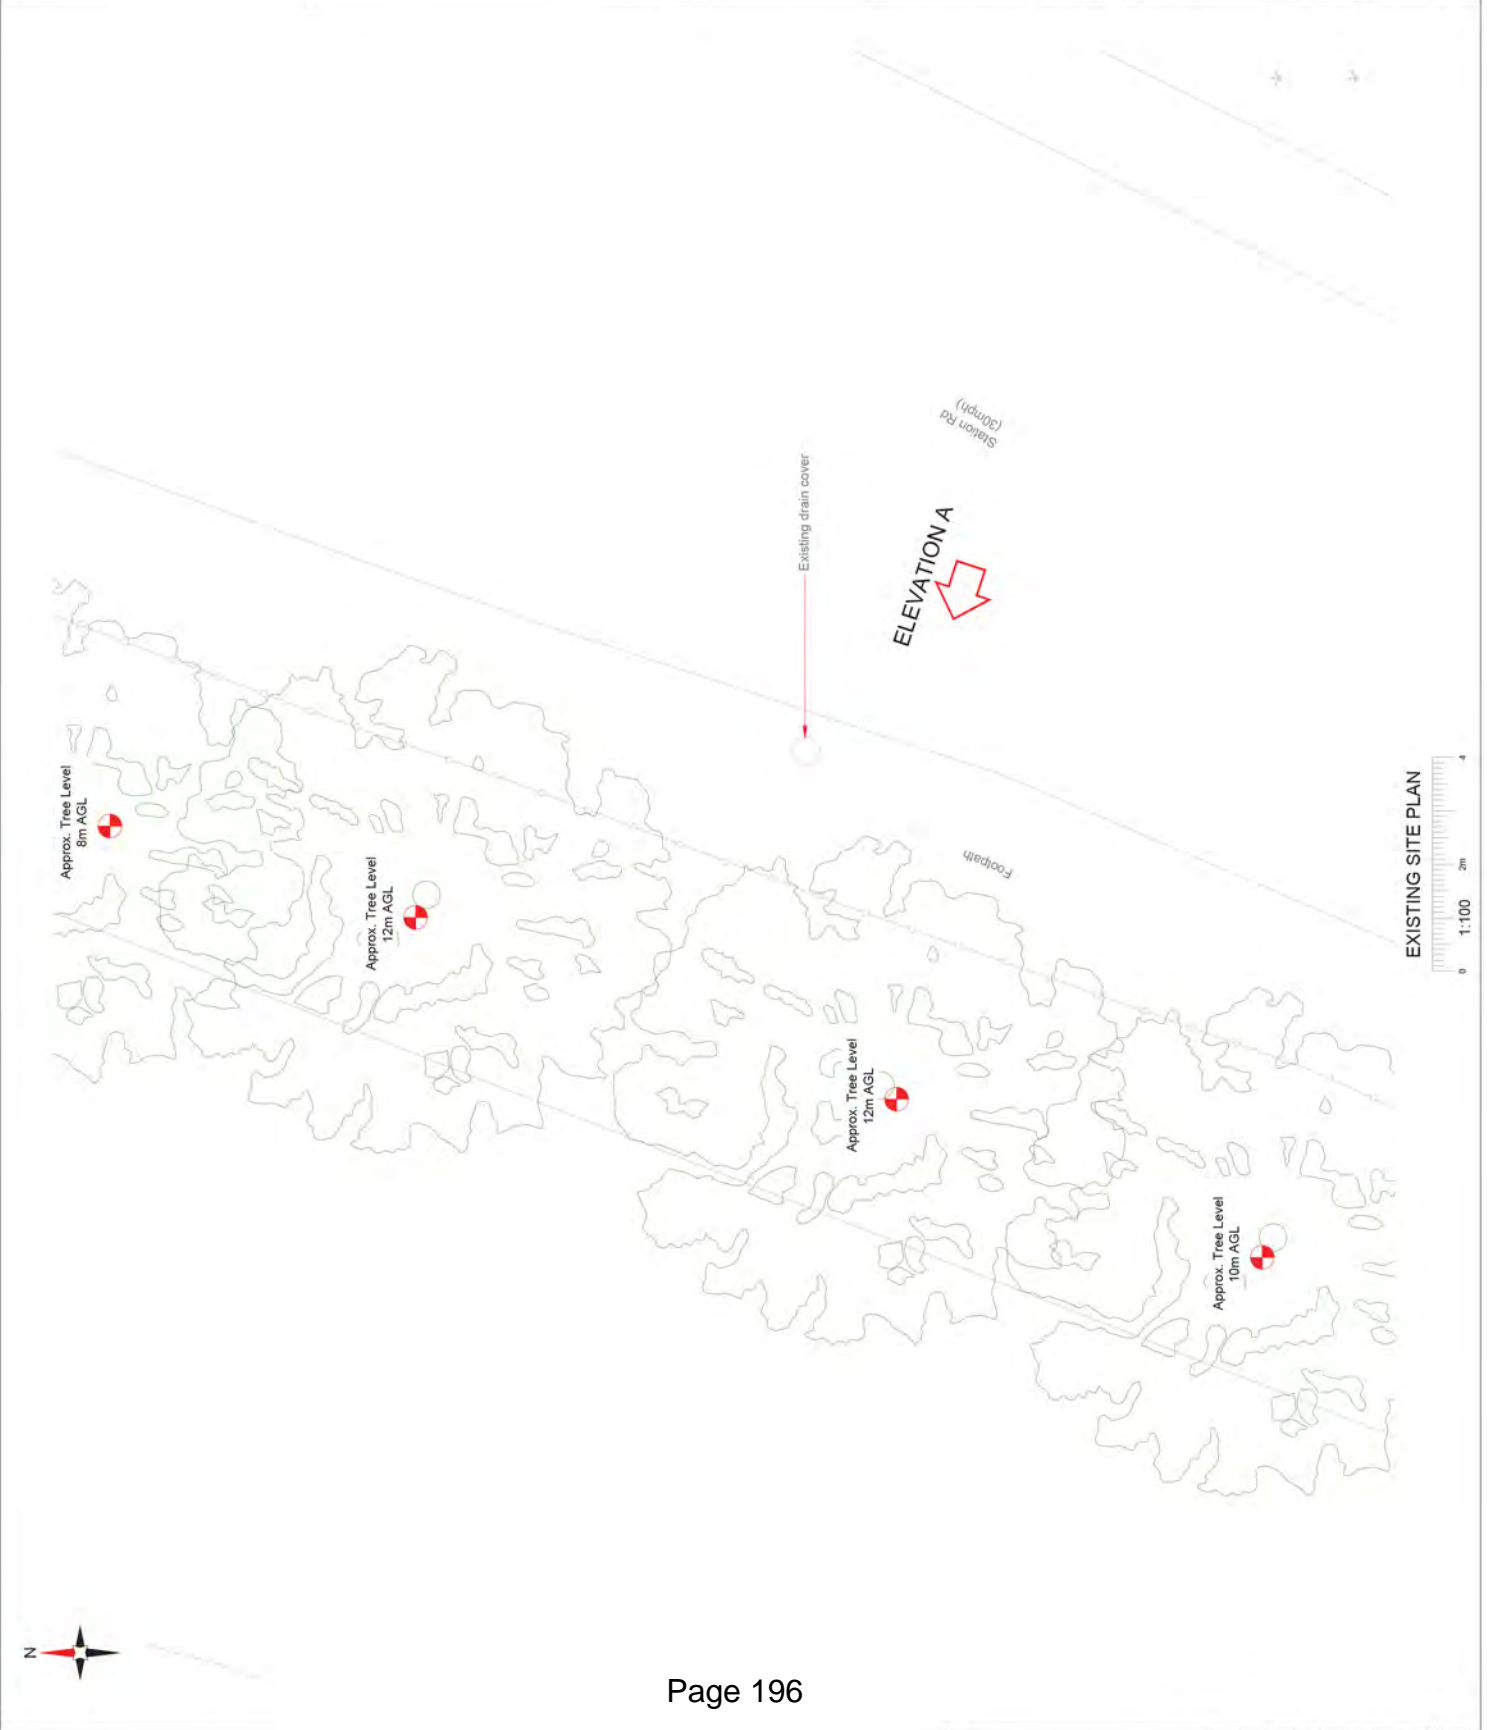 Station Rd
(30mph)
Existing drain cover
ELEVATION A
Approx. Tree Level
8m AGL
Approx. Tree Level
12m AGL
Footpath
Approx. Tree Level
12m AGL
Approx. Tree Level
10m AGL
EXISTING SITE PLAN
0 1:100 2m 4
N
Page 196